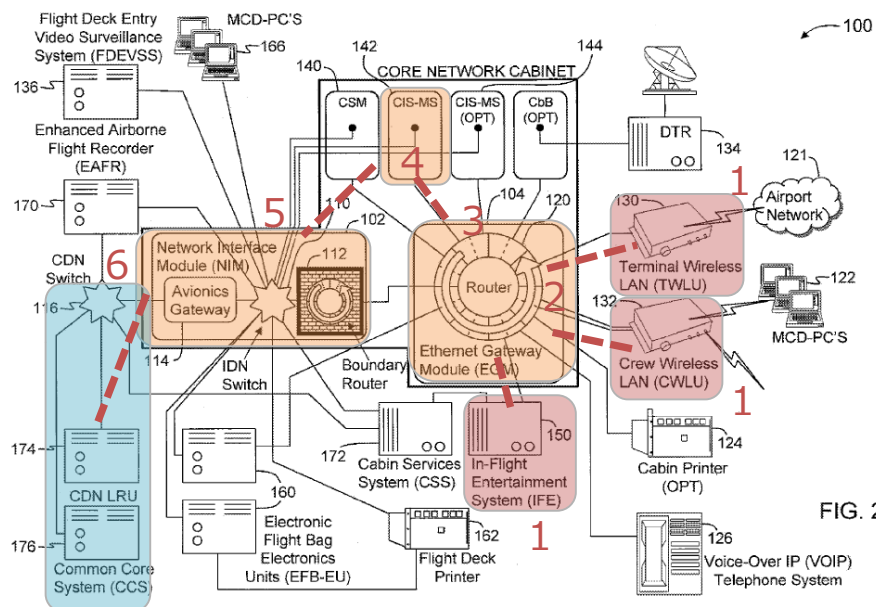 Flight Deck Entry
Video Surveillance
System (FDEVSS)
136
MCD-PC'S
166
100
CORE NETWORK CABINET
140
142
144
CSM
CIS-MS
CIS-MS
(OPT)
CbB
(OPT)
DTR
134
Enhanced Airborne
Flight Recorder
(EAFR)
170
4
110
104
120
130
1
121
Airport
Network
5
102
3
Network Interface
Module (NIM)
112
Terminal Wireless
LAN (TWLU)
6
CDN
Switch
116
Avionics
Gateway
Router
2
132
122
MCD-PC'S
114
IDN
Switch
Boundary
Router
Ethernet Gateway
Module (EGM)
Crew Wireless
LAN (CWLU)
1
174
CDN LRU
172
Cabin Services
System (CSS)
150
In-Flight
Entertainment
System (IFE)
1
124
Cabin Printer
(OPT)
160
176
Common Core
System (CCS)
Electronic
Flight Bag
Electronics
Units (EFB-EU)
162
Flight Deck
Printer
126
Voice-Over IP (VOIP)
Telephone System
FIG. 2